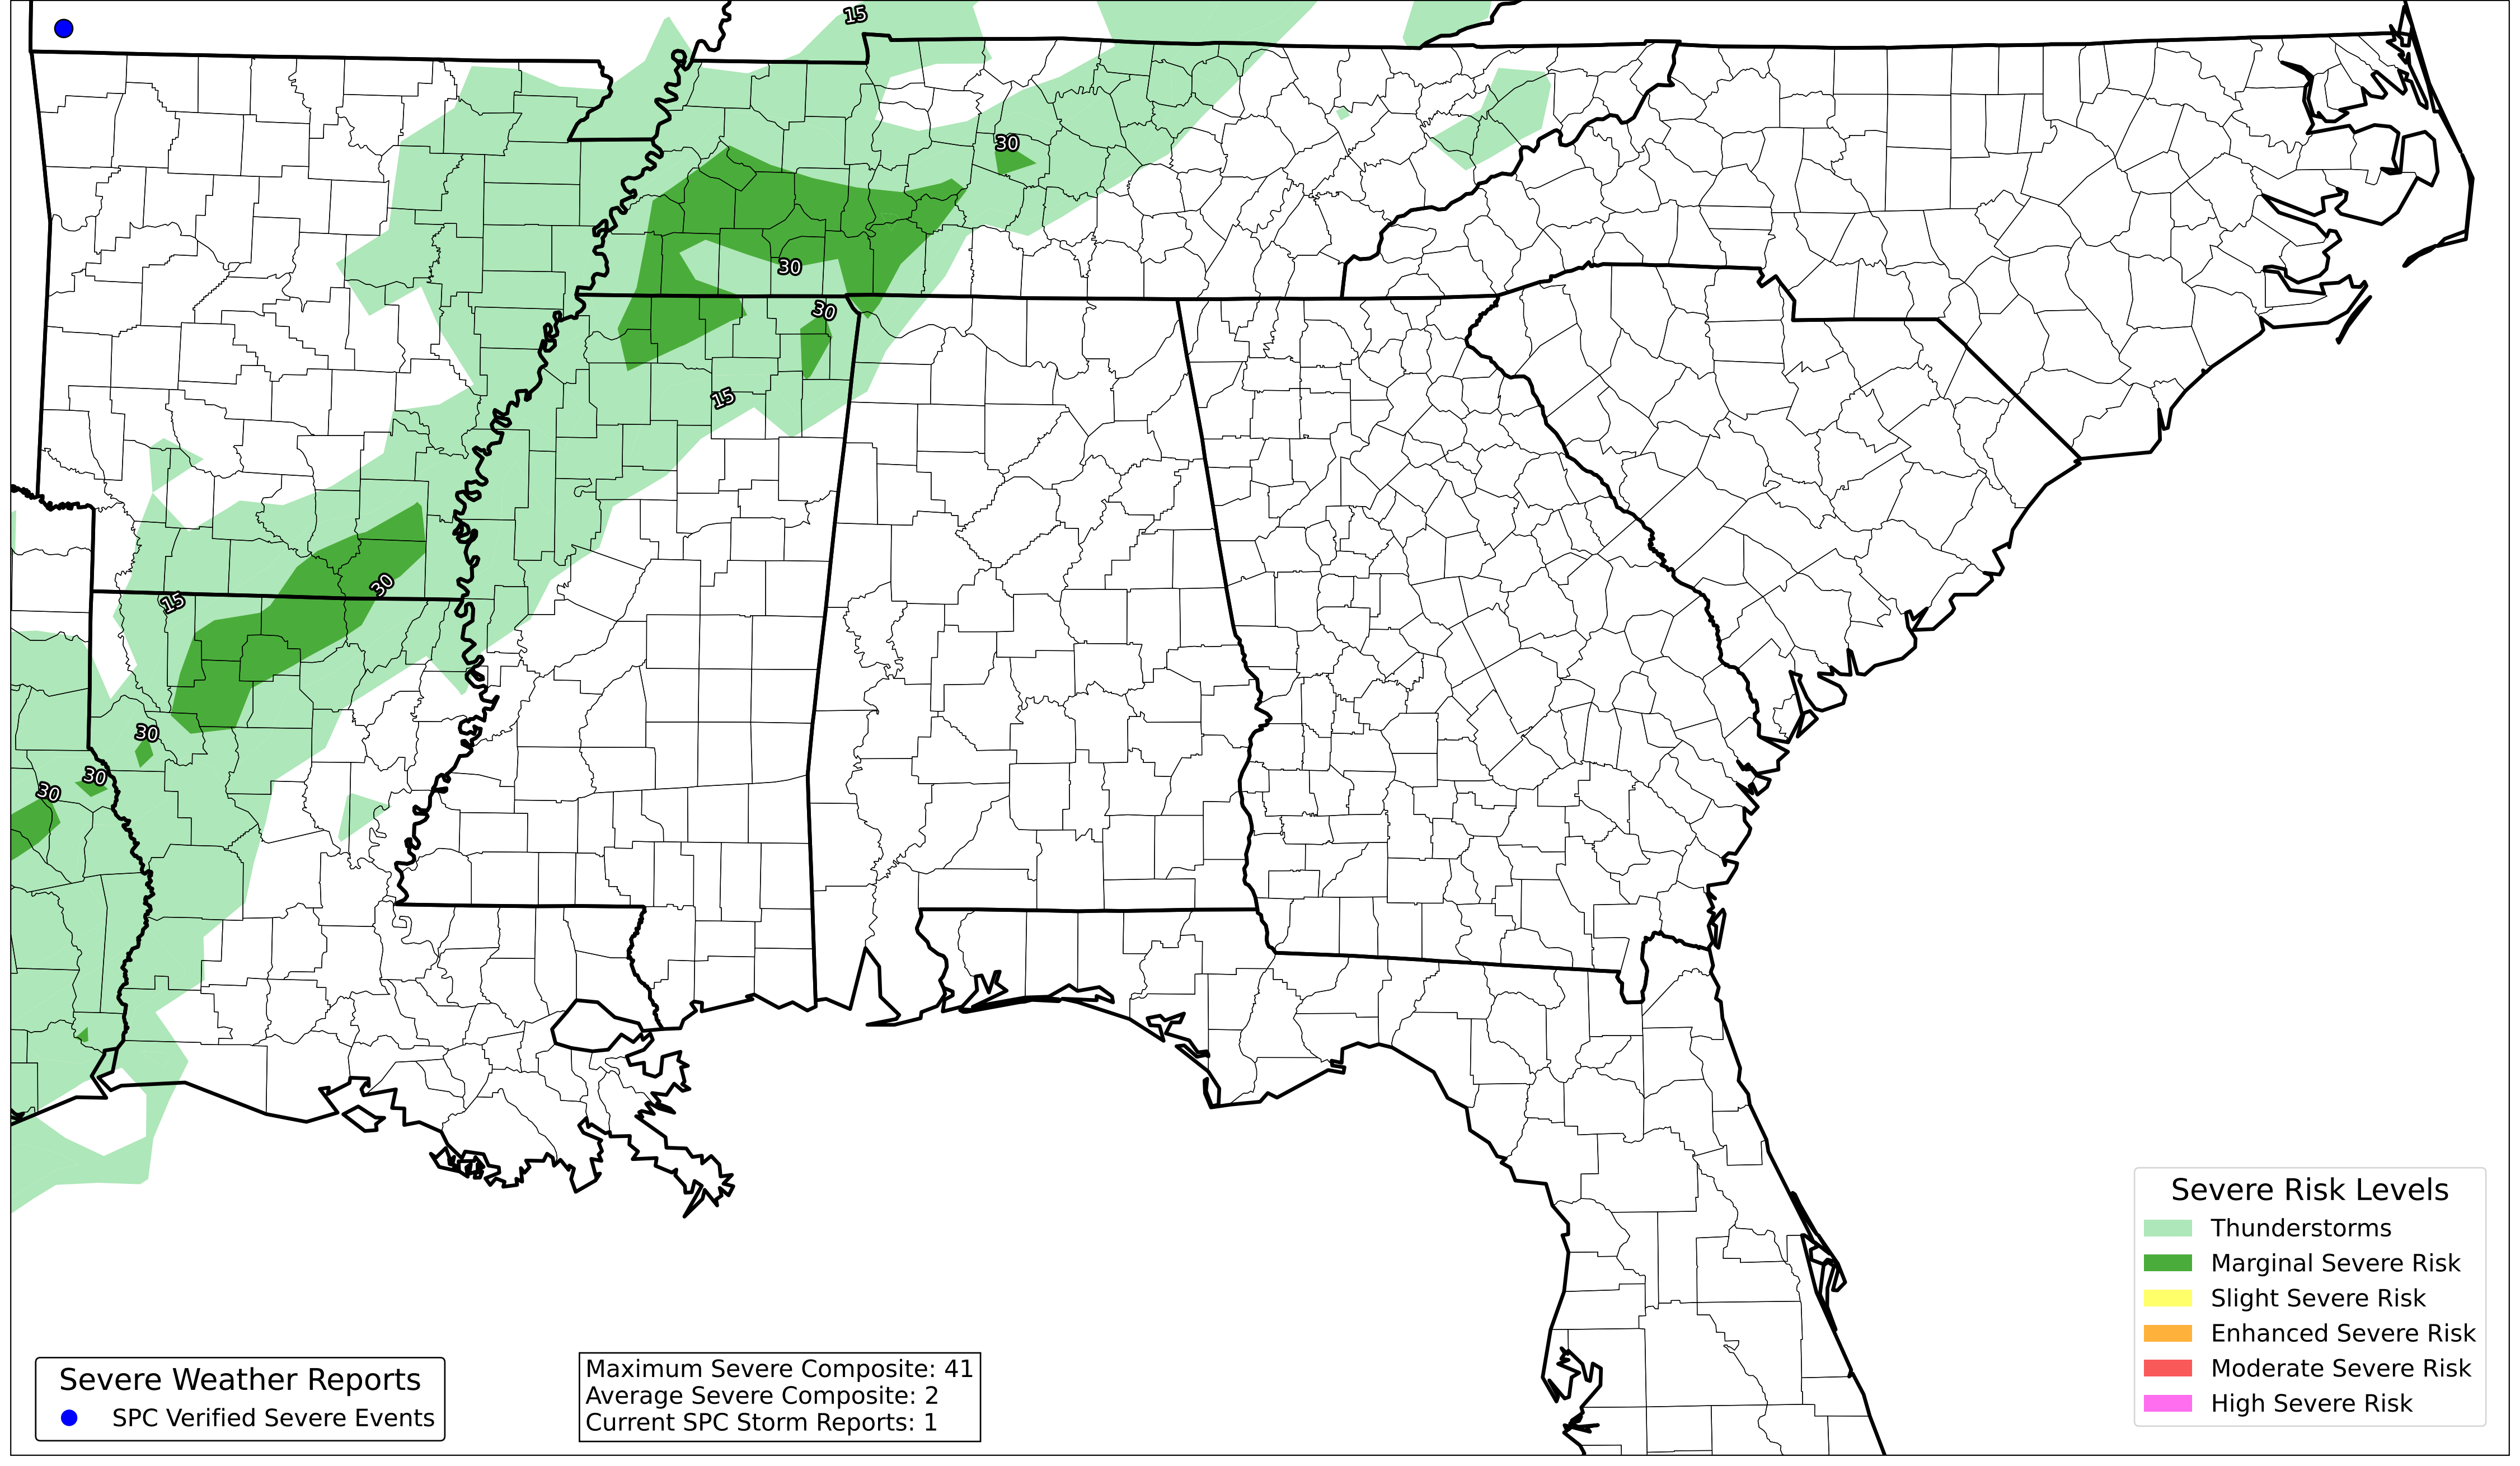 15
30
30
30
15
30
15
30
30
30
Severe Risk Levels
Thunderstorms
Marginal Severe Risk
Slight Severe Risk
Enhanced Severe Risk
Moderate Severe Risk
High Severe Risk
Severe Weather Reports
SPC Verified Severe Events
Maximum Severe Composite: 41
Average Severe Composite: 2
Current SPC Storm Reports: 1